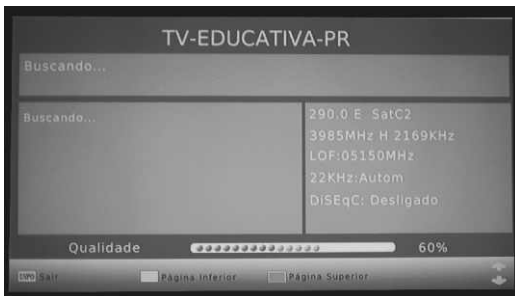 TV-EDUCATIVA-PR
Buscando...
Buscando...
290.0 E SatC2
3985MHz H 2169KHz
LOF:05150MHz
22KHz:Autom
DiSEqC: Desligado
Qualidade 60%
INFO Sair Página Inferior Página Superior